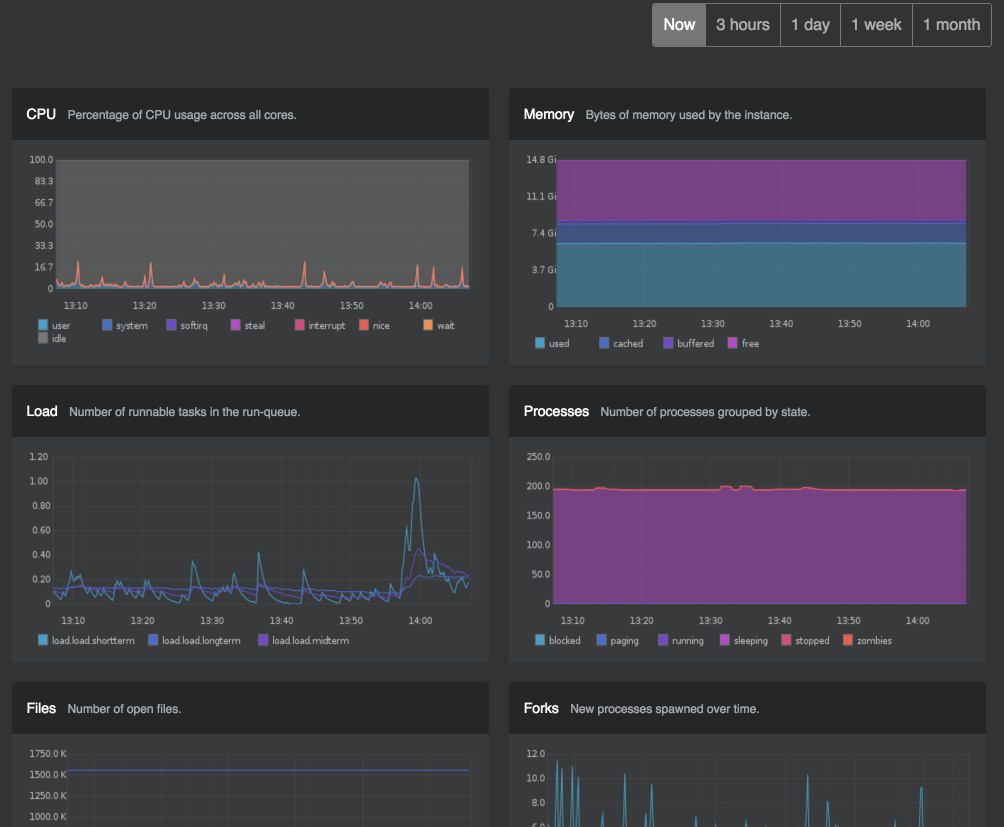 Now 3 hours 1 day 1 week 1 month
CPU Percentage of CPU usage across all cores.
100.0
83.3
66.7
50.0
33.3
16.7
0
13:10 13:20 13:30 13:40 13:50 14:00
user system softirq steal interrupt nice wait
idle
Memory Bytes of memory used by the instance.
14.8 Gi
11.1 Gi
7.4 Gi
3.7 Gi
0
13:10 13:20 13:30 13:40 13:50 14:00
used cached buffered free
Load Number of runnable tasks in the run-queue.
1.20
1.00
0.80
0.60
0.40
0.20
0
13:10 13:20 13:30 13:40 13:50 14:00
load.load.shortterm load.load.longterm load.load.midterm
Processes Number of processes grouped by state.
250.0
200.0
150.0
100.0
50.0
0
13:10 13:20 13:30 13:40 13:50 14:00
blocked paging running sleeping stopped zombies
Files Number of open files.
1750.0 K
1500.0 K
1250.0 K
1000.0 K
Forks New processes spawned over time.
12.0
10.0
8.0
6.0